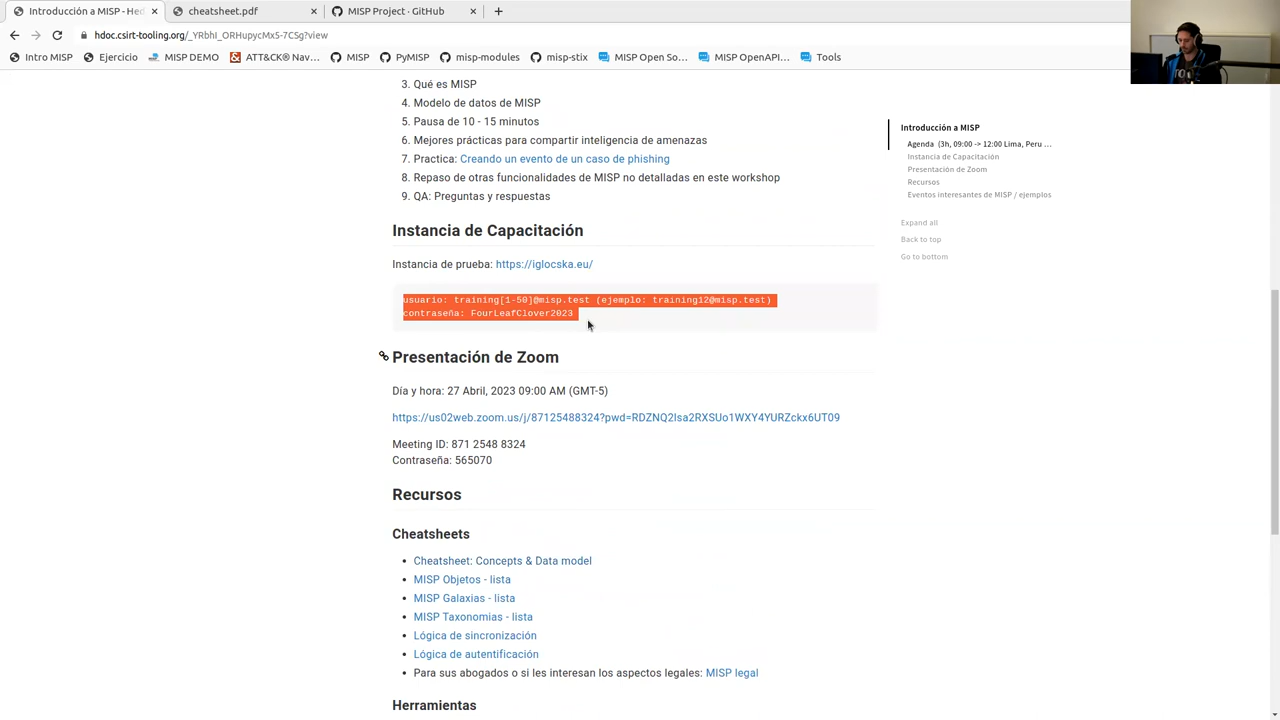 Introducción a MISP - Hed
cheatsheet.pdf
MISP Project · GitHub
hdoc.csirt-tooling.org/_YRbhI_ORHupycMx5-7CSg?view
Intro MISP
Ejercicio
MISP DEMO
ATT&CK® Nav…
MISP
PyMISP
misp-modules
misp-stix
MISP Open So…
MISP OpenAPI…
Tools
3. Qué es MISP
4. Modelo de datos de MISP
5. Pausa de 10 - 15 minutos
6. Mejores prácticas para compartir inteligencia de amenazas
7. Practica: Creando un evento de un caso de phishing
8. Repaso de otras funcionalidades de MISP no detalladas en este workshop
9. QA: Preguntas y respuestas
Instancia de Capacitación
Instancia de prueba: https://iglocska.eu/
usuario: training[1-50]@misp.test (ejemplo: training12@misp.test)
contraseña: FourLeafClover2023
Presentación de Zoom
Día y hora: 27 Abril, 2023 09:00 AM (GMT-5)
https://us02web.zoom.us/j/87125488324?pwd=RDZNQ2lsa2RXSUo1WXY4YURZckx6UT09
Meeting ID: 871 2548 8324
Contraseña: 565070
Recursos
Cheatsheets
• Cheatsheet: Concepts & Data model
• MISP Objetos - lista
• MISP Galaxias - lista
• MISP Taxonomias - lista
• Lógica de sincronización
• Lógica de autentificación
• Para sus abogados o si les interesan los aspectos legales: MISP legal
Herramientas
Introducción a MISP
Agenda (3h, 09:00 -> 12:00 Lima, Peru …
Instancia de Capacitación
Presentación de Zoom
Recursos
Eventos interesantes de MISP / ejemplos
Expand all
Back to top
Go to bottom